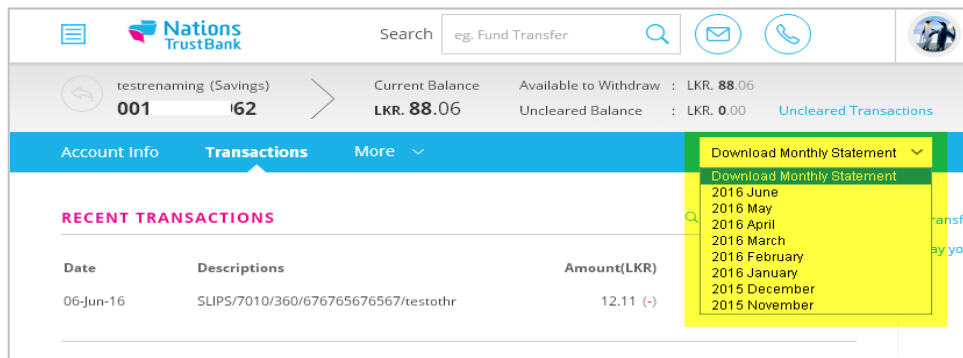 Nations
TrustBank
Search eg. Fund Transfer
testrenaming (Savings)
001 062
Current Balance
LKR. 88.06
Available to Withdraw : LKR. 88.06
Uncleared Balance : LKR. 0.00
Uncleared Transactions
Account Info Transactions More
Download Monthly Statement
Download Monthly Statement
2016 June
2016 May
2016 April
2016 March
2016 February
2016 January
2015 December
2015 November
RECENT TRANSACTIONS
Date Descriptions Amount(LKR)
06-Jun-16 SLIPS/7010/360/676765676567/testothr 12.11 (-)